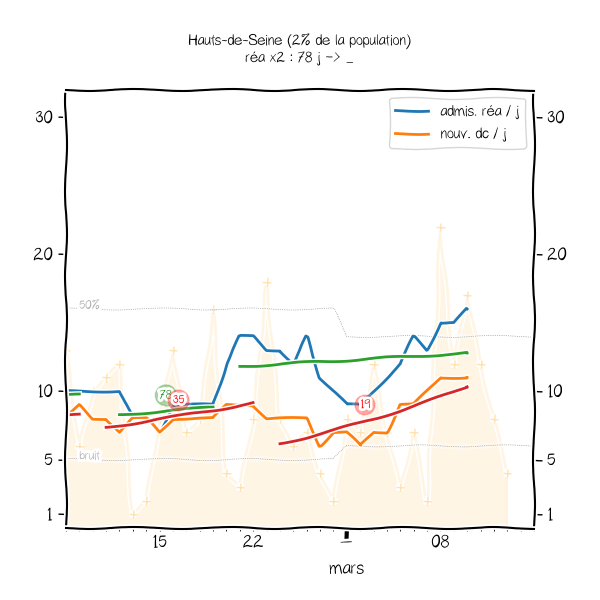 Hauts-de-Seine (2% de la population)
réa x2 : 78 j -> _
admis. réa / j
nouv. dc / j
30
30
20
20
50%
10
10
78
35
19
5
5
bruit
1
1
15
22
08
mars